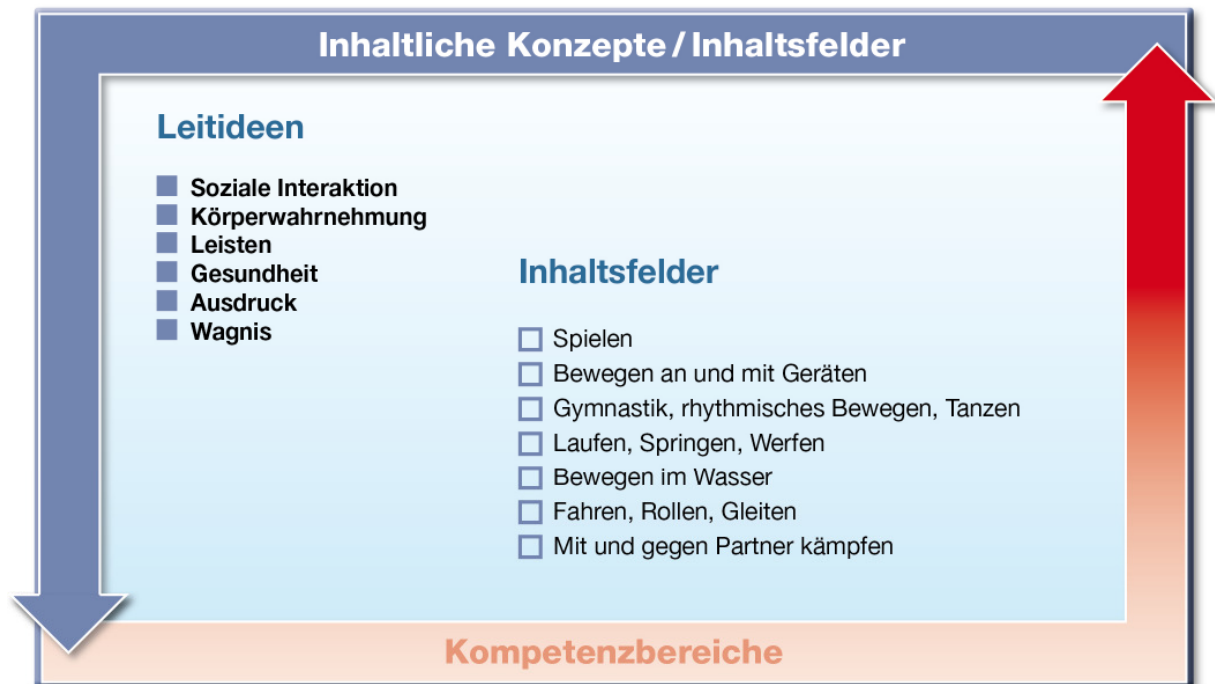 Inhaltliche Konzepte / Inhaltsfelder
Leitideen
Soziale Interaktion
Körperwahrnehmung
Leisten
Gesundheit
Ausdruck
Wagnis
Inhaltsfelder
Spielen
Bewegen an und mit Geräten
Gymnastik, rhythmisches Bewegen, Tanzen
Laufen, Springen, Werfen
Bewegen im Wasser
Fahren, Rollen, Gleiten
Mit und gegen Partner kämpfen
Kompetenzbereiche